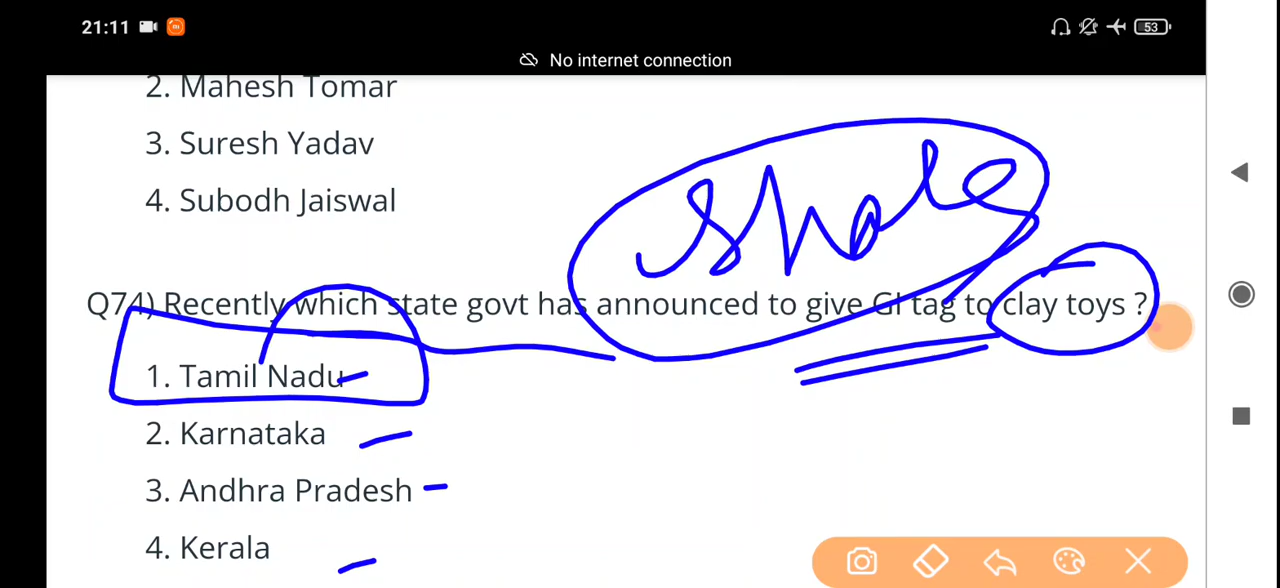 21:11
53
No internet connection
2. Mahesh Tomar
3. Suresh Yadav
4. Subodh Jaiswal
Share
Q74) Recently which state govt has announced to give GI tag to clay toys ?
1. Tamil Nadu
2. Karnataka
3. Andhra Pradesh
4. Kerala